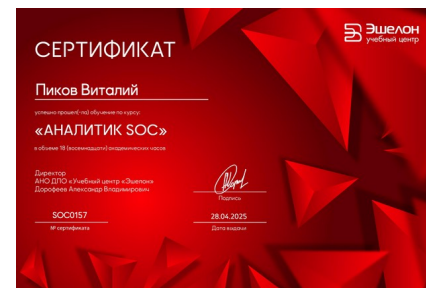 Эшелон
учебный центр
СЕРТИФИКАТ
Пиков Виталий
успешно прошел(-ла) обучение по курсу:
«АНАЛИТИК SOC»
в объеме 18 (восемнадцати) академических часов
Директор
АНО ДПО «Учебный центр «Эшелон»
Дорофеев Александр Владимирович
Подпись
SOC0157
28.04.2025
№ сертификата
Дата выдачи